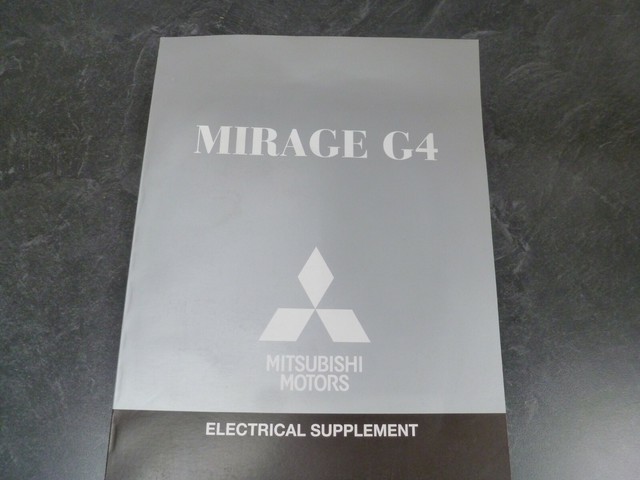 MIRAGE G4
MITSUBISHI
MOTORS
ELECTRICAL SUPPLEMENT